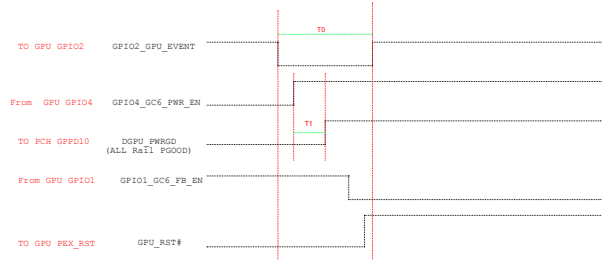 T0
TO GPU GPIO2 GPIO2_GPU_EVENT
From GPU GPIO4 GPIO4_GC6_PWR_EN
T1
TO PCH GPPD10 DGPU_PWRGD
(ALL Rail PGOOD)
From GPU GPIO1 GPIO1_GC6_FB_EN
TO GPU PEX_RST GPU_RST#